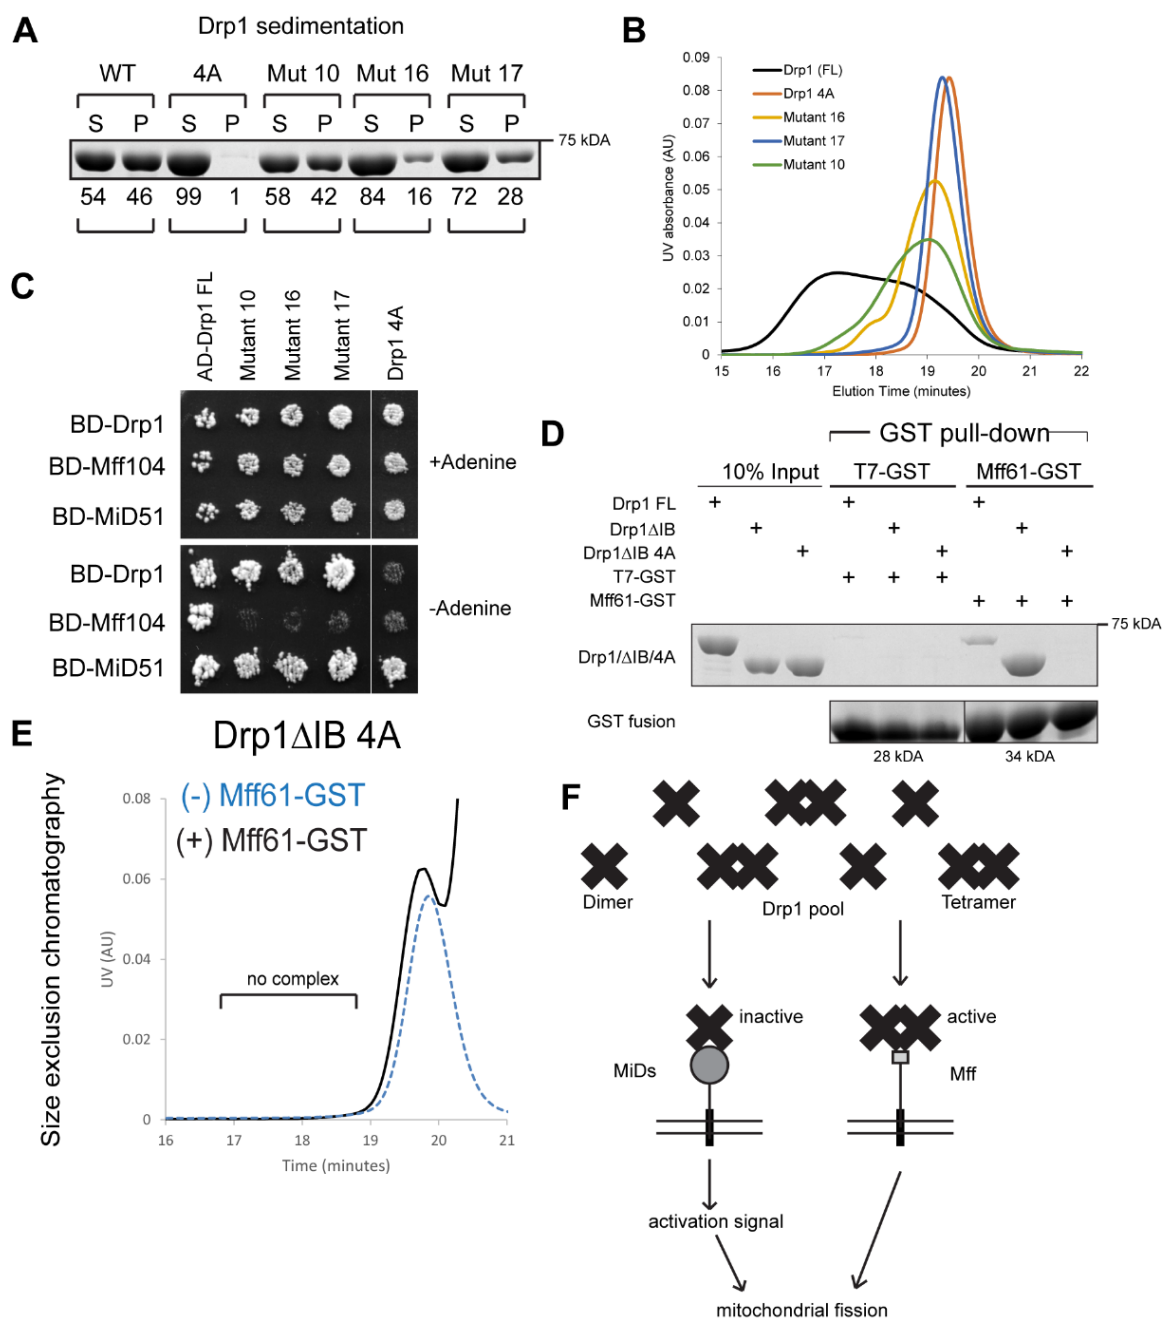 A
Drp1 sedimentation
WT 4A Mut 10 Mut 16 Mut 17
S P S P S P S P S P
75 kDA
54 46 99 1 58 42 84 16 72 28
B
0.09
0.08
0.07
0.06
0.05
0.04
0.03
0.02
0.01
0
UV absorbance (AU)
Drp1 (FL)
Drp1 4A
Mutant 16
Mutant 17
Mutant 10
15 16 17 18 19 20 21 22
Elution Time (minutes)
C
AD-Drp1 FL
Mutant 10
Mutant 16
Mutant 17
Drp1 4A
BD-Drp1
BD-Mff104
BD-MiD51
+Adenine
BD-Drp1
BD-Mff104
BD-MiD51
-Adenine
D
GST pull-down
10% Input T7-GST Mff61-GST
Drp1 FL + + +
Drp1ΔIB + + +
Drp1ΔIB 4A + + +
T7-GST + + +
Mff61-GST + + +
75 kDA
Drp1/ΔIB/4A
GST fusion
28 kDA 34 kDA
E
Drp1ΔIB 4A
(-) Mff61-GST
(+) Mff61-GST
Size exclusion chromatography
UV (AU)
0.08
0.06
0.04
0.02
0
no complex
16 17 18 19 20 21
Time (minutes)
F
Dimer
Drp1 pool
Tetramer
inactive
active
MiDs
Mff
activation signal
mitochondrial fission